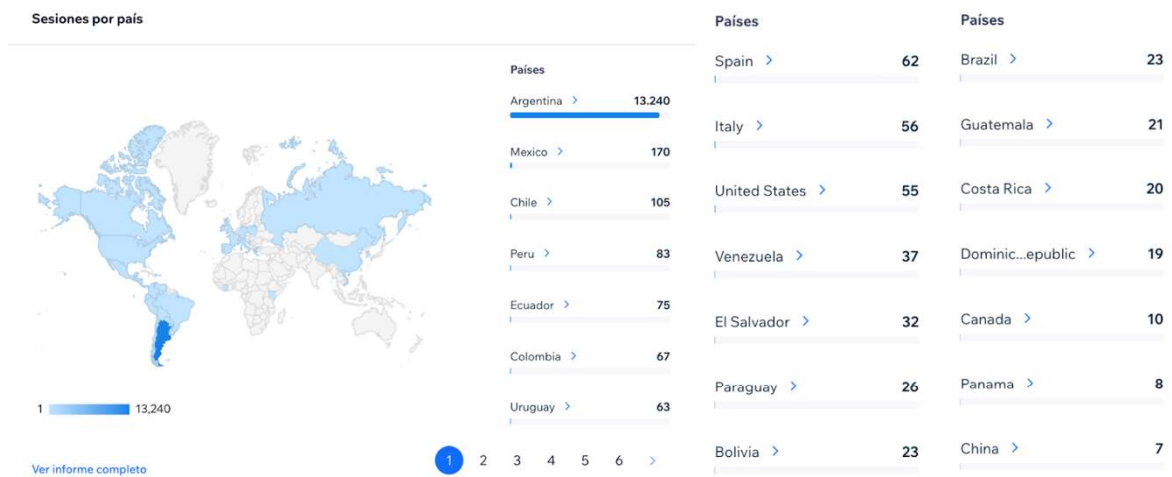 Sesiones por país
Países
Argentina > 13.240
Mexico > 170
Chile > 105
Peru > 83
Ecuador > 75
Colombia > 67
Uruguay > 63
1 13,240
Ver informe completo
1 2 3 4 5 6 >
Países
Spain > 62
Italy > 56
United States > 55
Venezuela > 37
El Salvador > 32
Paraguay > 26
Bolivia > 23
Países
Brazil > 23
Guatemala > 21
Costa Rica > 20
Dominic...epublic > 19
Canada > 10
Panama > 8
China > 7